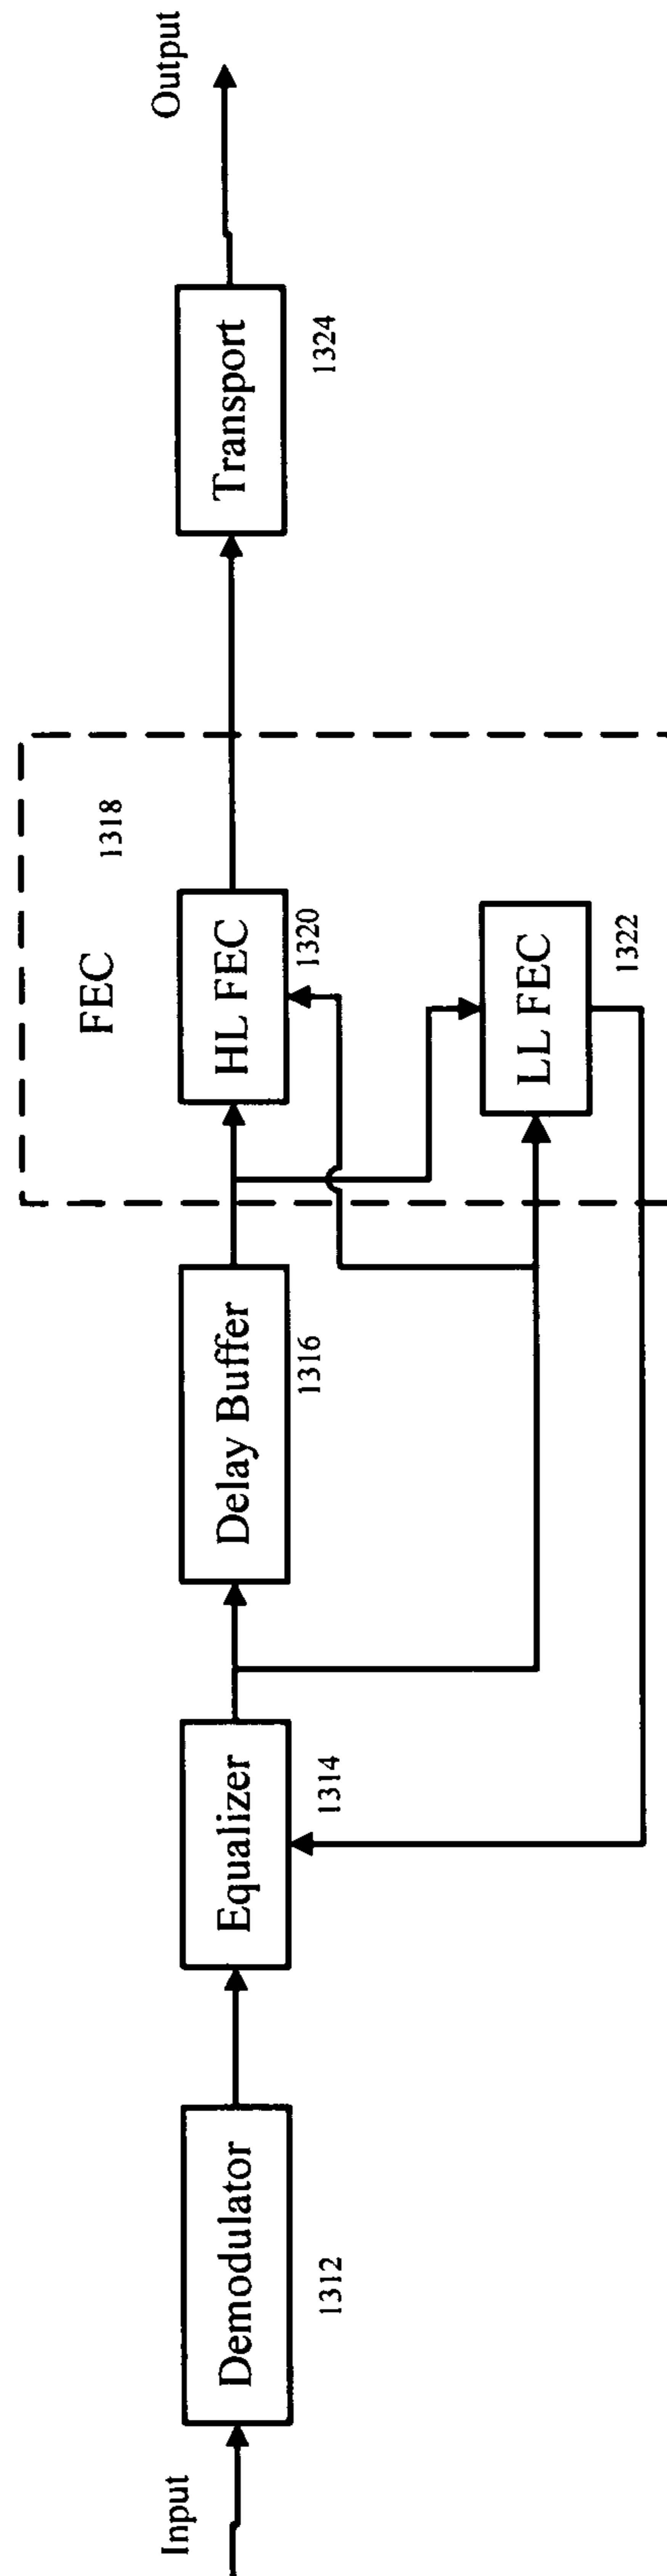 Input
Demodulator
1312
Equalizer
1314
Delay Buffer
1316
FEC
1318
HL FEC
1320
LL FEC
1322
Transport
1324
Output